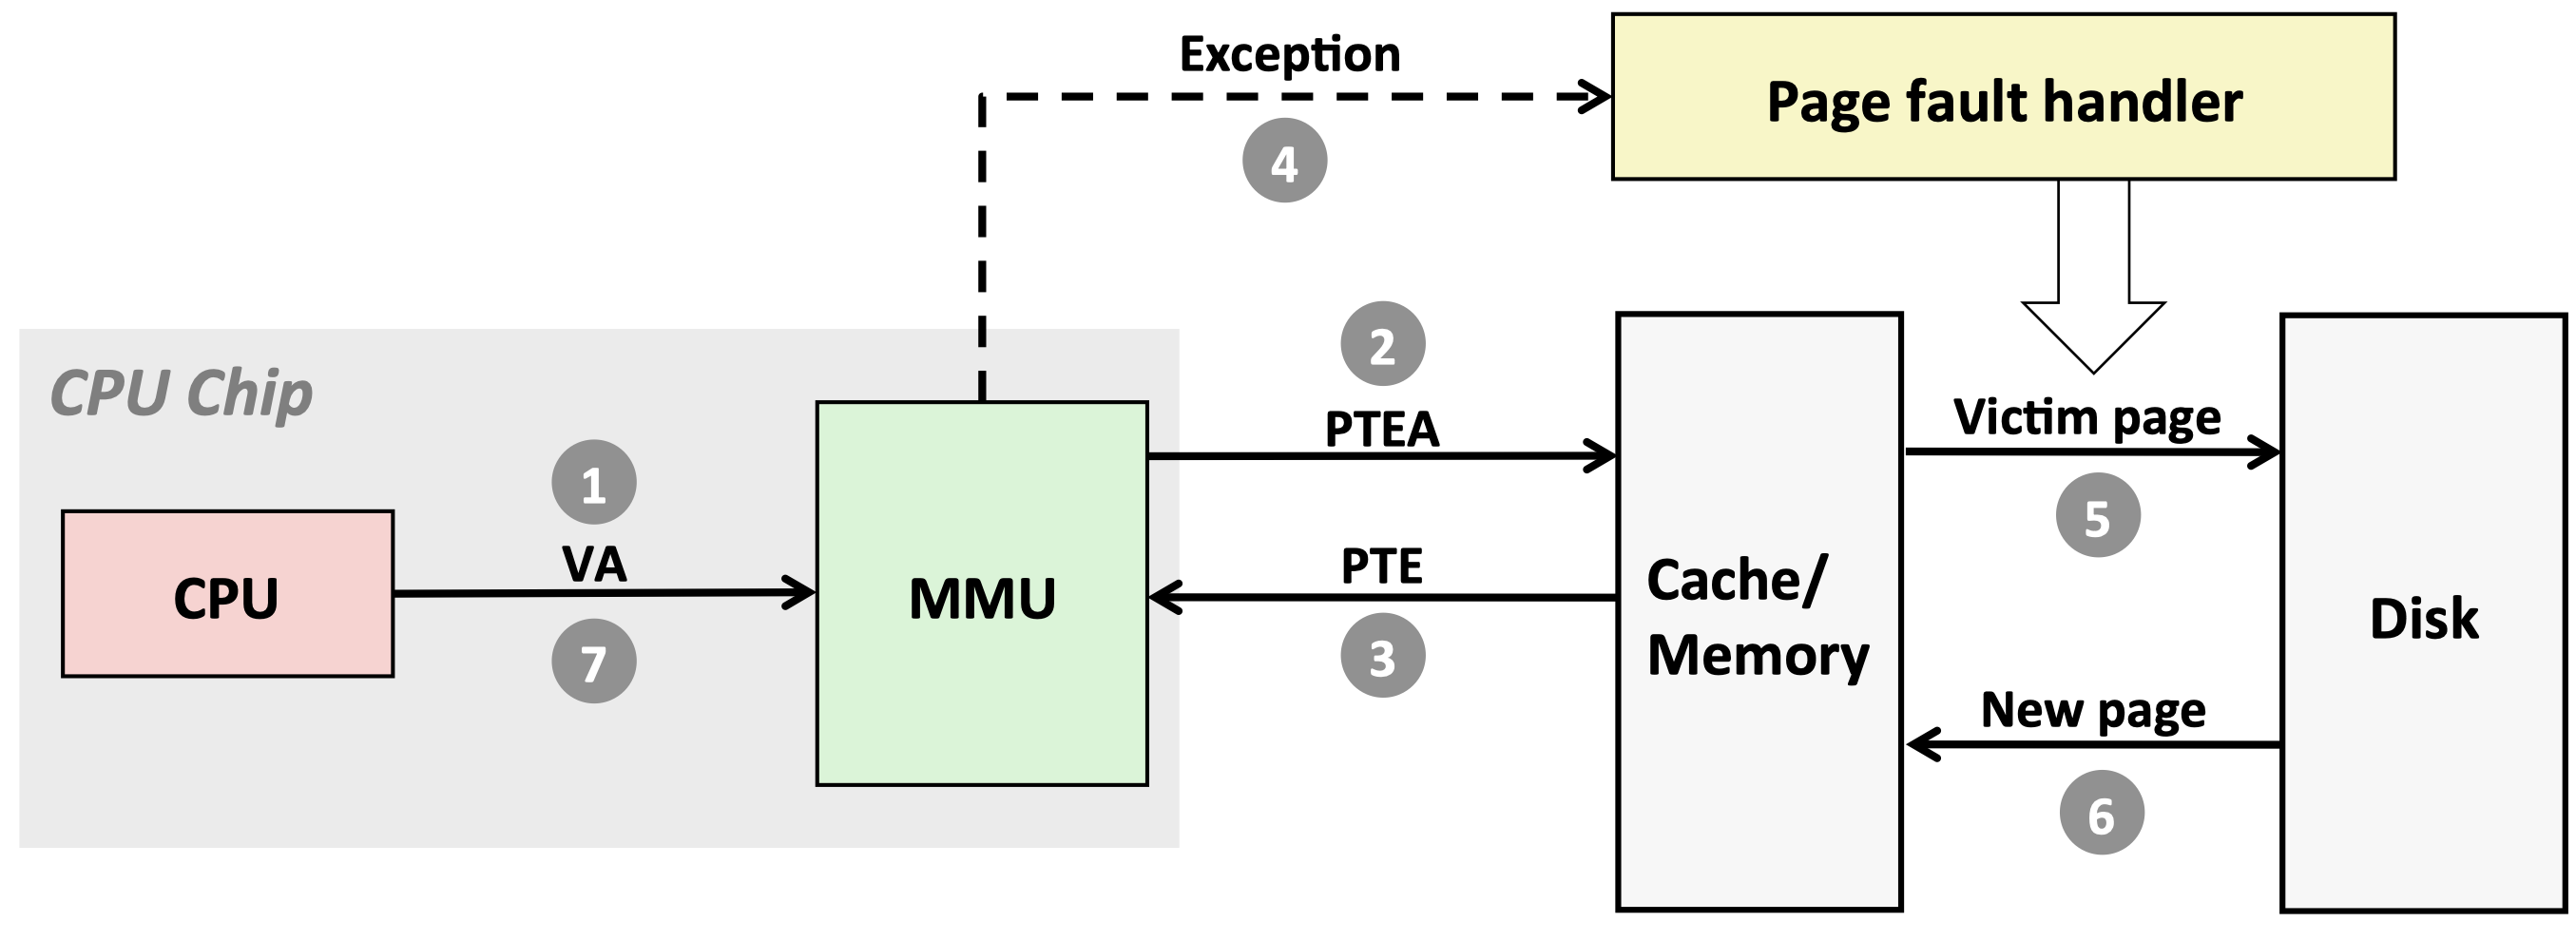 Exception
Page fault handler
4
2
CPU Chip
PTEA
Victim page
1
5
VA
PTE
CPU
MMU
Cache/
Memory
Disk
7
3
New page
6